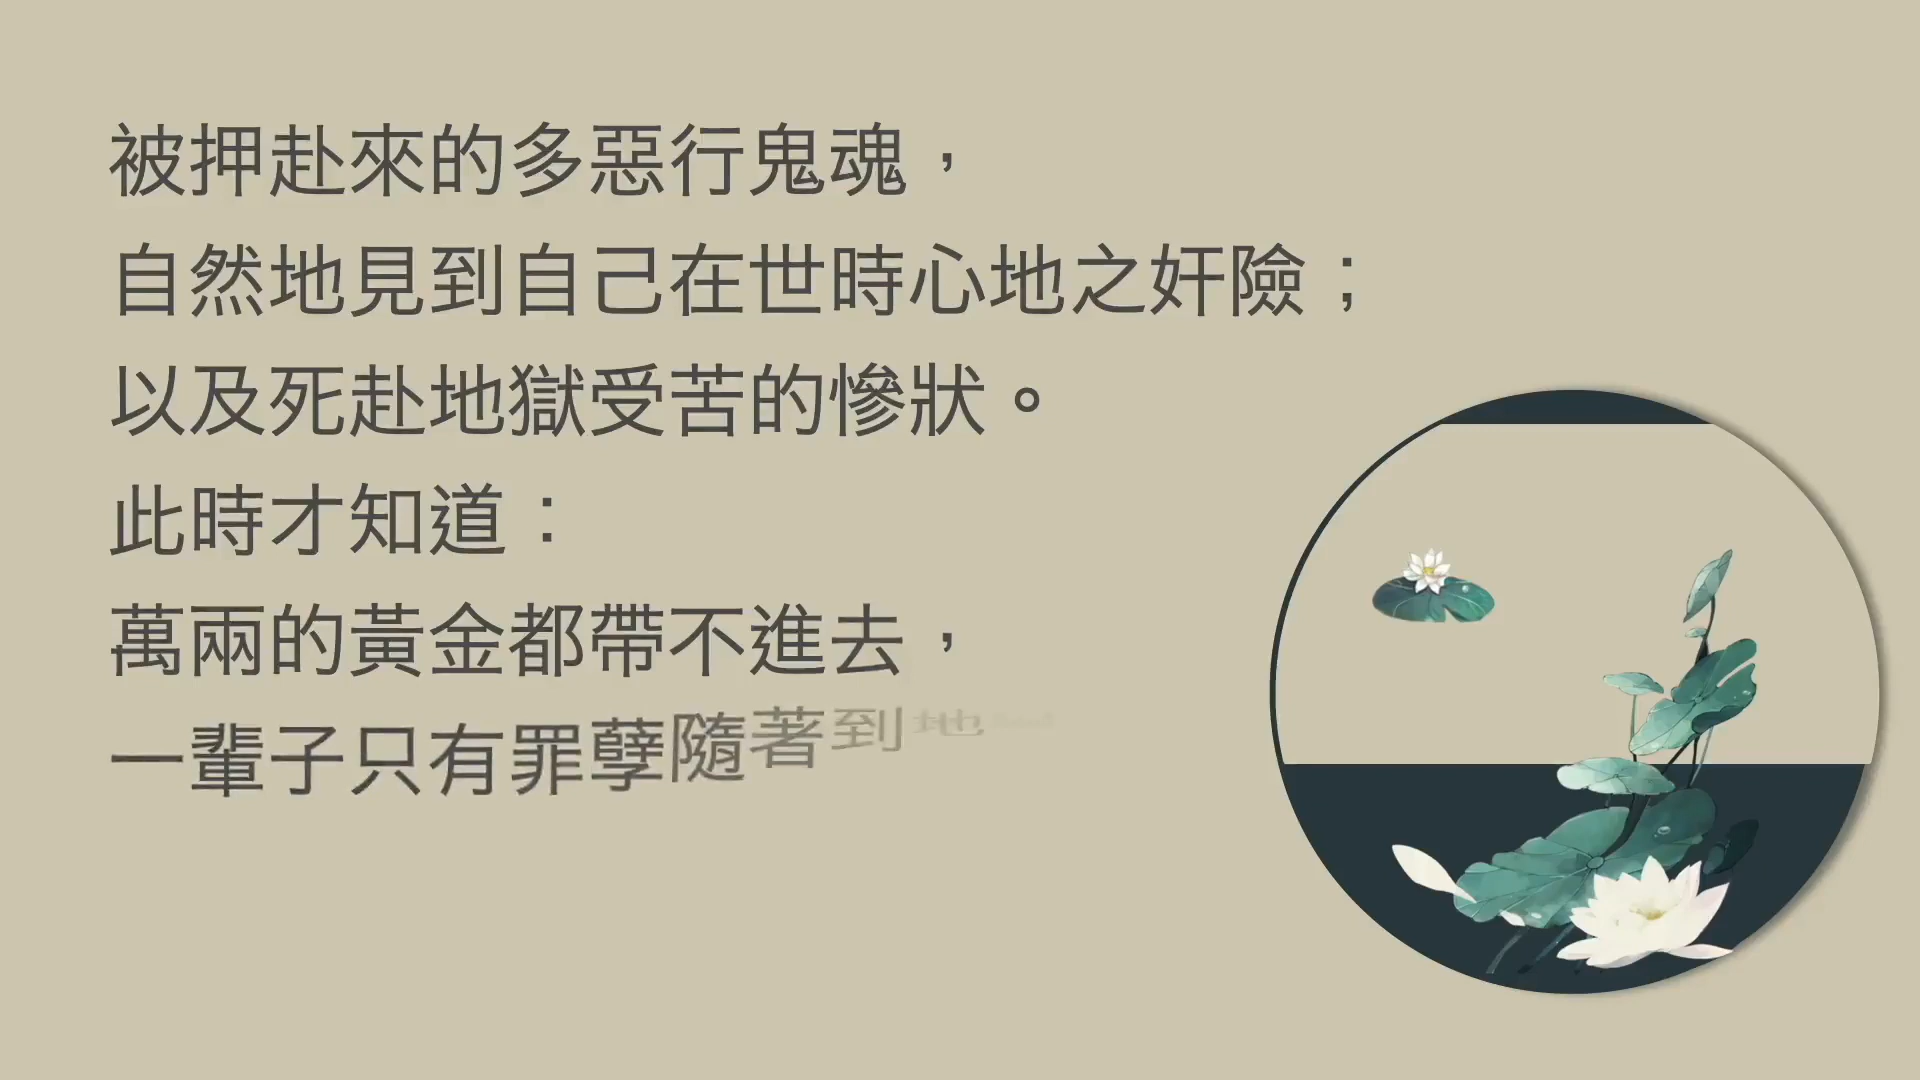 被押赴來的多惡行鬼魂，
自然地見到自己在世時心地之奸險；
以及死赴地獄受苦的慘狀。
此時才知道：
萬兩的黃金都帶不進去，
一輩子只有罪孽隨著到地